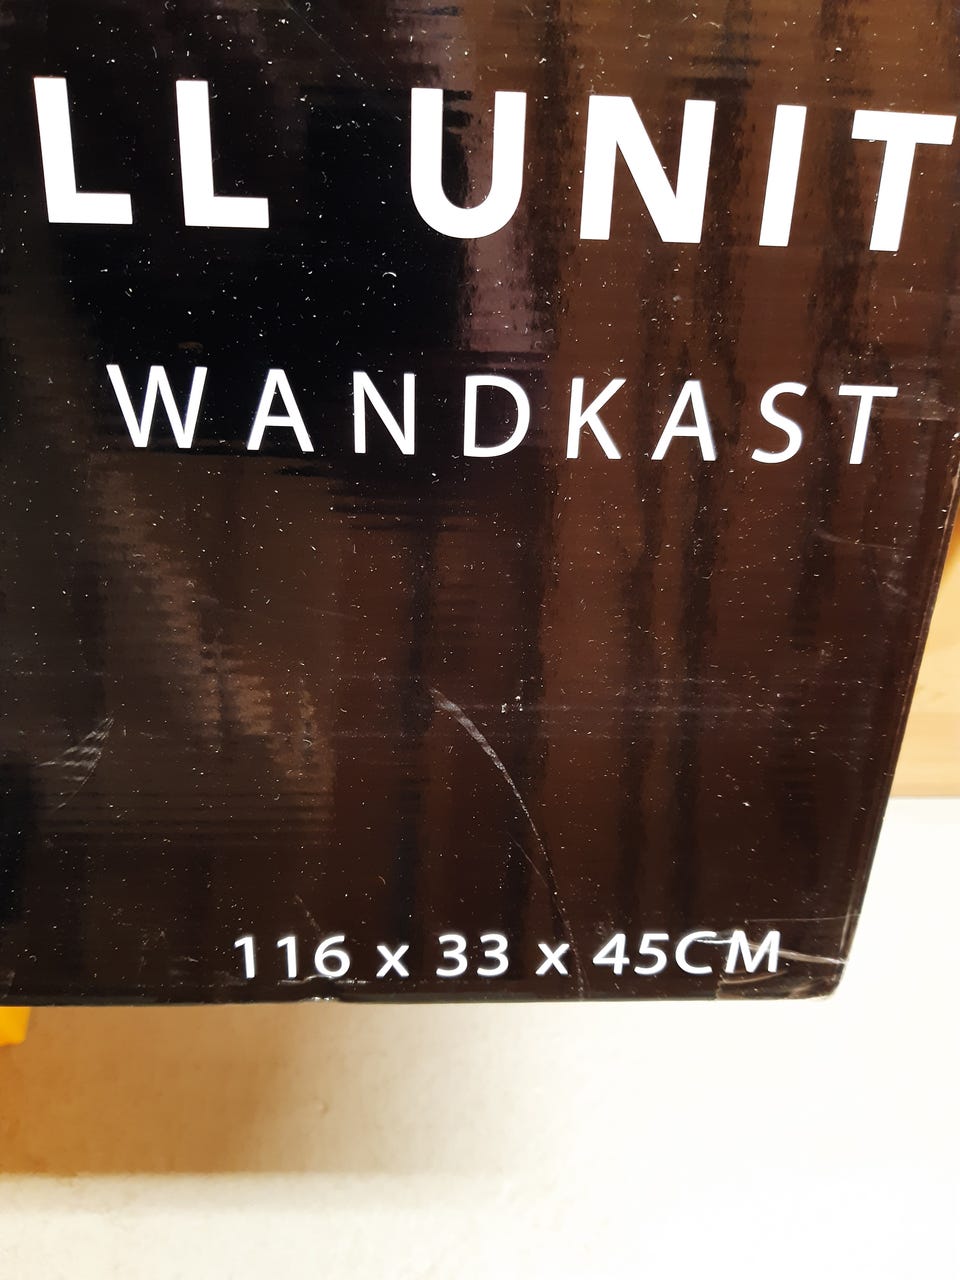 LL UNIT
WANDKAST
116 x 33 x 45CM